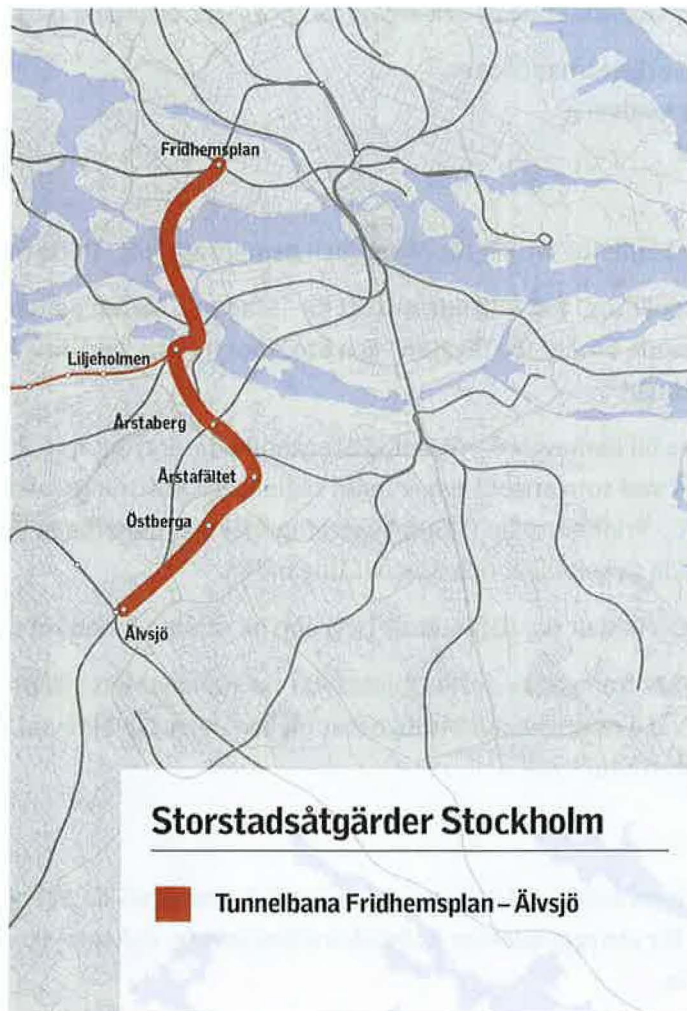 Fridhemsplan
Liljeholmen
Årstaberg
Årstafältet
Östberga
Älvsjö
Storstadsåtgärder Stockholm
Tunnelbana Fridhemsplan – Älvsjö